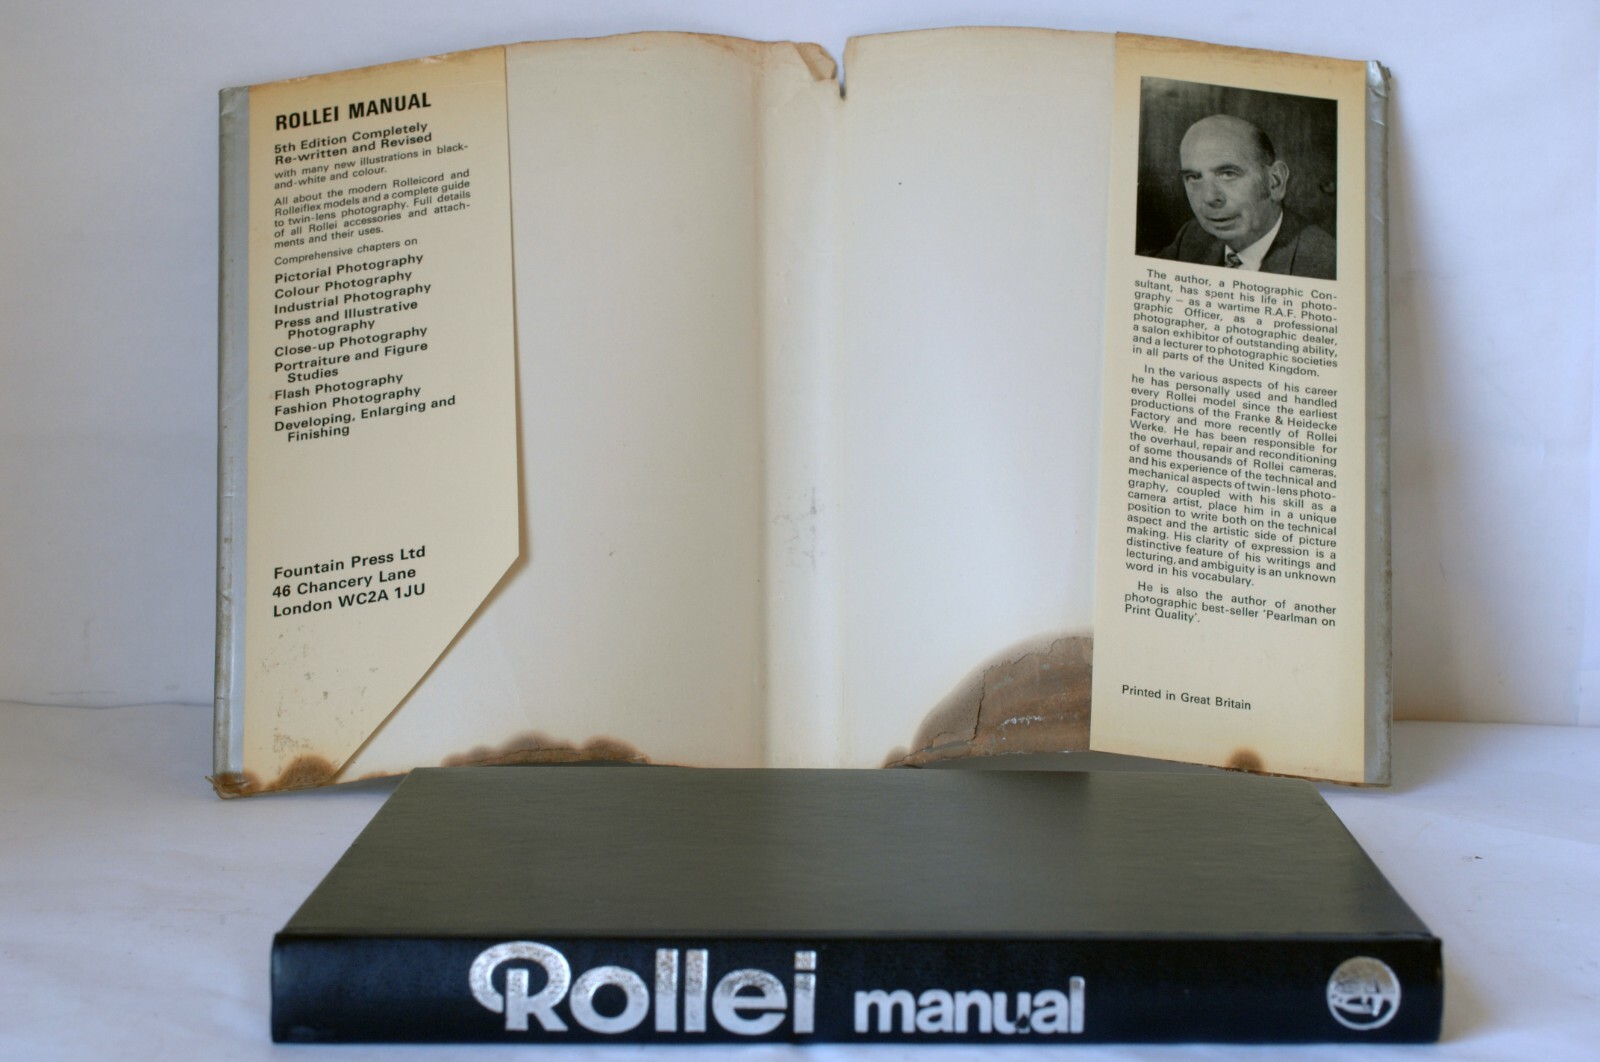 ROLLEI MANUAL
5th Edition Completely
Re-written and Revised
with many new illustrations in black-
and-white and colour.
All about the modern Rolleicord and
Rolleiflex models and a complete guide
to twin-lens photography. Full details
of all Rollei accessories and attach-
ments and their uses.
Comprehensive chapters on
Pictorial Photography
Colour Photography
Industrial Photography
Press and Illustrative
Photography
Close-up Photography
Portraiture and Figure
Studies
Flash Photography
Fashion Photography
Developing, Enlarging and
Finishing
Fountain Press Ltd
46 Chancery Lane
London WC2A 1JU
The author, a Photographic Con-
sultant, has spent his life in photo-
graphy – as a wartime R.A.F. Photo-
graphic Officer, as a professional
photographer, a photographic dealer,
a salon exhibitor of outstanding ability,
and a lecturer to photographic societies
in all parts of the United Kingdom.
In the various aspects of his career
he has personally used and handled
every Rollei model since the earliest
productions of the Franke & Heidecke
Factory and more recently of Rollei
Werke. He has been responsible for
the overhaul, repair and reconditioning
of some thousands of Rollei cameras,
and his experience of the technical and
mechanical aspects of twin-lens photo-
graphy, coupled with his skill as a
camera artist, place him in a unique
position to write both on the technical
aspect and the artistic side of picture
making. His clarity of expression is a
distinctive feature of his writings and
lecturing, and ambiguity is an unknown
word in his vocabulary.
He is also the author of another
photographic best-seller 'Pearlman on
Print Quality'.
Printed in Great Britain
Rollei manual